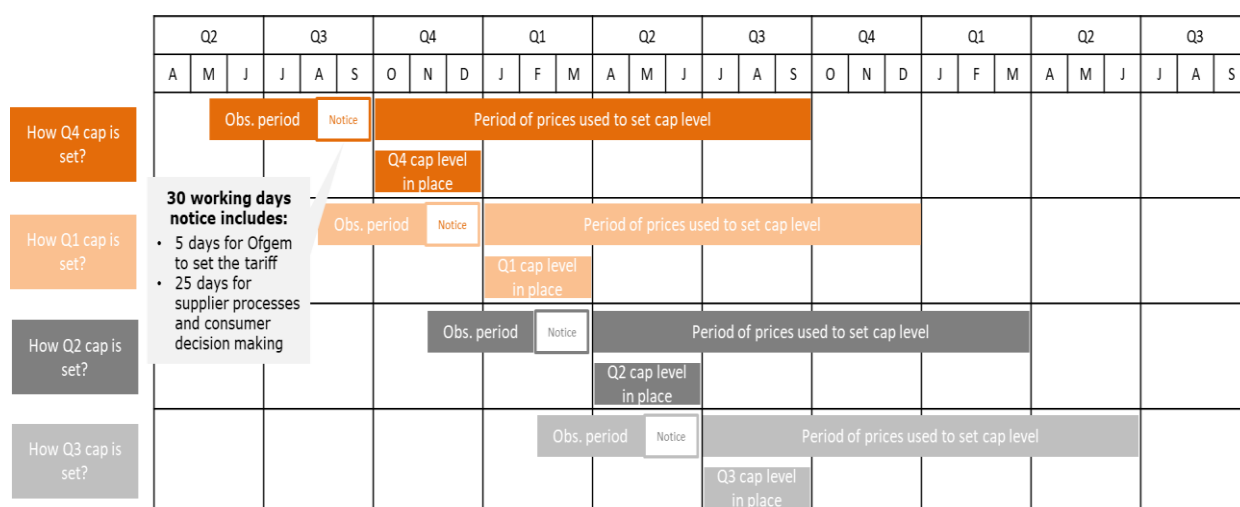 Q2 Q3 Q4 Q1 Q2 Q3 Q4 Q1 Q2 Q3
A M J J A S O N D J F M A M J J A S O N D J F M A M J J A S
How Q4 cap is
set?
Obs. period Notice Period of prices used to set cap level
Q4 cap level
in place
30 working days
notice includes:
• 5 days for Ofgem
to set the tariff
• 25 days for
supplier processes
and consumer
decision making
How Q1 cap is
set?
Obs. period Notice Period of prices used to set cap level
Q1 cap level
in place
How Q2 cap is
set?
Obs. period Notice Period of prices used to set cap level
Q2 cap level
in place
How Q3 cap is
set?
Obs. period Notice Period of prices used to set cap level
Q3 cap level
in place